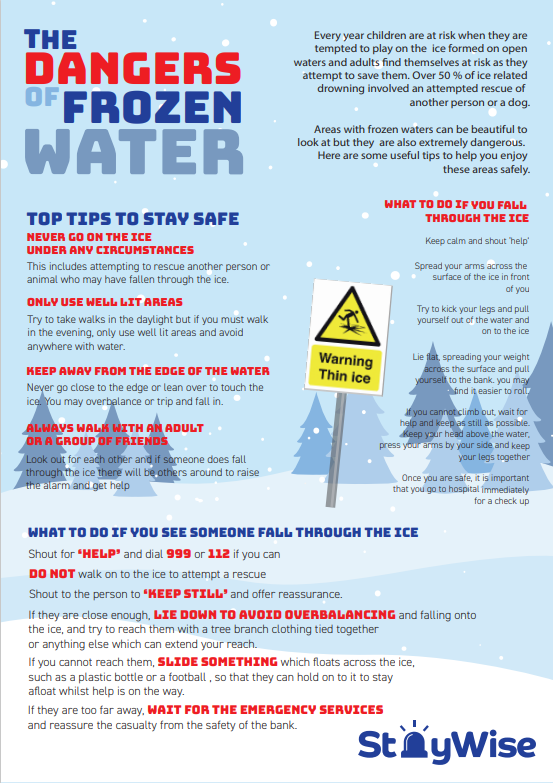 THE
DANGERS
OF FROZEN
WATER
Every year children are at risk when they are
tempted to play on the ice formed on open
waters and adults find themselves at risk as they
attempt to save them. Over 50 % of ice related
drowning involved an attempted rescue of
another person or a dog.
Areas with frozen waters can be beautiful to
look at but they are also extremely dangerous.
Here are some useful tips to help you enjoy
these areas safely.
TOP TIPS TO STAY SAFE
NEVER GO ON THE ICE
UNDER ANY CIRCUMSTANCES
This includes attempting to rescue another person or
animal who may have fallen through the ice.
ONLY USE WELL LIT AREAS
Try to take walks in the daylight but if you must walk
in the evening, only use well lit areas and avoid
anywhere with water.
KEEP AWAY FROM THE EDGE OF THE WATER
Never go close to the edge or lean over to touch the
ice. You may overbalance or trip and fall in.
ALWAYS WALK WITH AN ADULT
OR A GROUP OF FRIENDS
Look out for each other and if someone does fall
through the ice there will be others around to raise
the alarm and get help
Warning
Thin ice
WHAT TO DO IF YOU FALL
THROUGH THE ICE
Keep calm and shout 'help'
Spread your arms across the
surface of the ice in front
of you
Try to kick your legs and pull
yourself out of the water and
on to the ice
Lie flat, spreading your weight
across the surface and pull
yourself to the bank. you may
find it easier to roll.
If you cannot climb out, wait for
help and keep as still as possible.
Keep your head above the water,
press your arms by your side and keep
your legs together
Once you are safe, it is important
that you go to hospital immediately
for a check up
WHAT TO DO IF YOU SEE SOMEONE FALL THROUGH THE ICE
Shout for 'HELP' and dial 999 or 112 if you can
DO NOT walk on to the ice to attempt a rescue
Shout to the person to 'KEEP STILL' and offer reassurance.
If they are close enough, LIE DOWN TO AVOID OVERBALANCING and falling onto
the ice, and try to reach them with a tree branch clothing tied together
or anything else which can extend your reach.
If you cannot reach them, SLIDE SOMETHING which floats across the ice,
such as a plastic bottle or a football , so that they can hold on to it to stay
afloat whilst help is on the way.
If they are too far away, WAIT FOR THE EMERGENCY SERVICES
and reassure the casualty from the safety of the bank.
StayWise